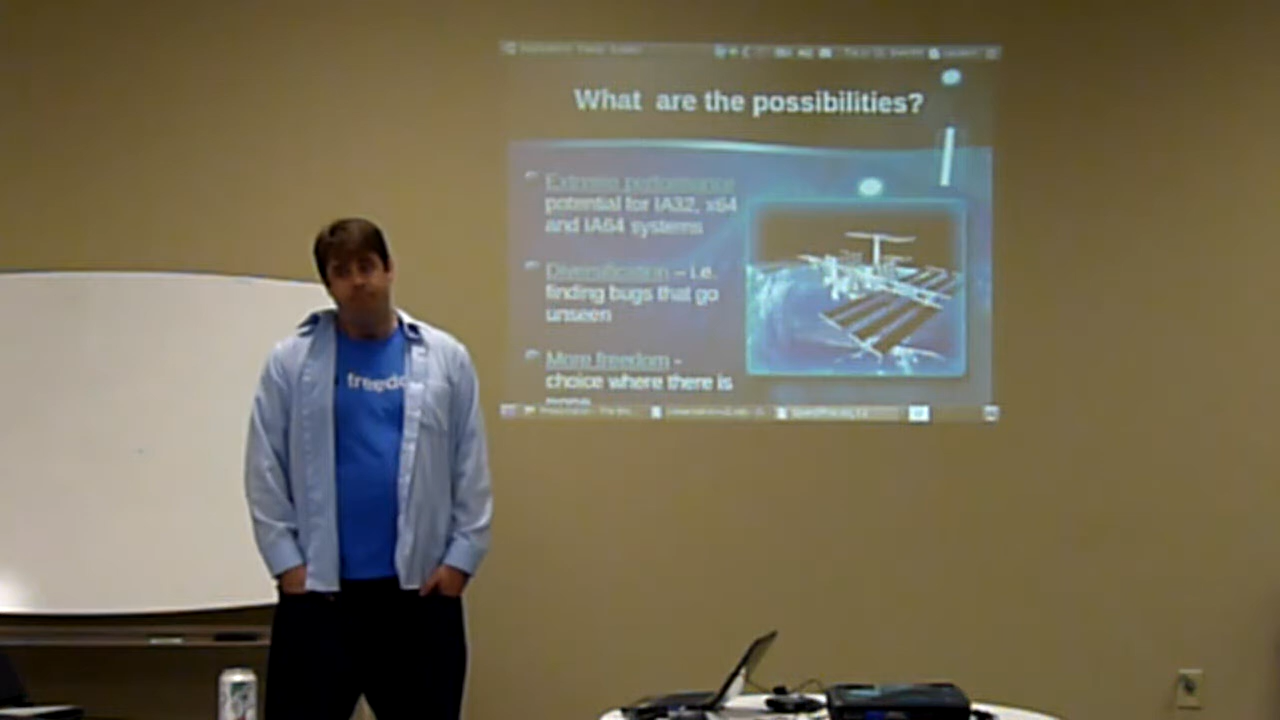 What are the possibilities?
Extreme performance
potential for IA32, x64
and IA64 systems
Diversification – i.e.
finding bugs that go
unseen
More freedom –
choice where there is
freedo